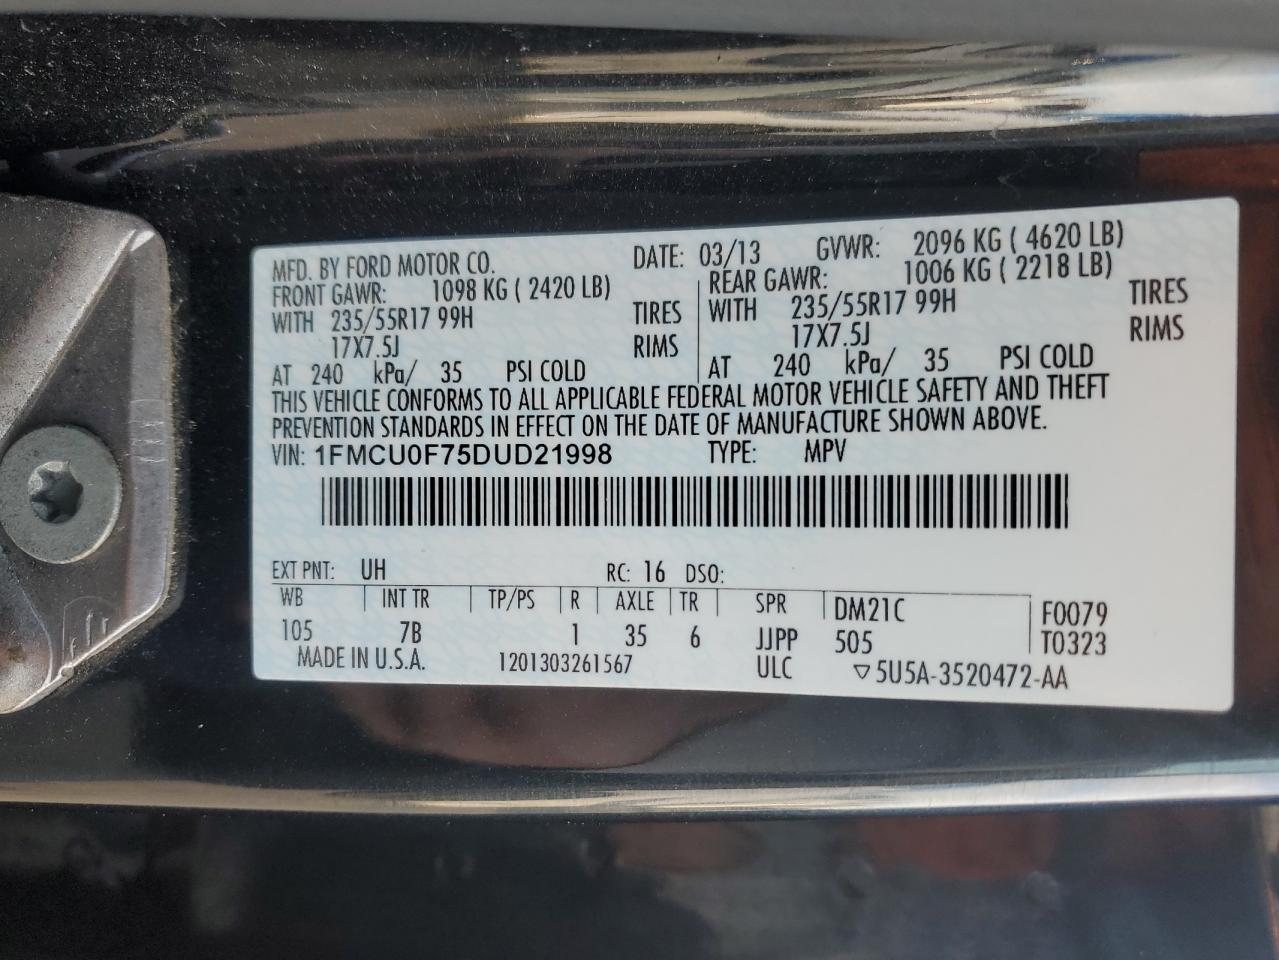 MFD. BY FORD MOTOR CO. DATE: 03/13 GVWR: 2096 KG ( 4620 LB)
FRONT GAWR: 1098 KG ( 2420 LB) REAR GAWR: 1006 KG ( 2218 LB)
WITH 235/55R17 99H TIRES WITH 235/55R17 99H TIRES
17X7.5J RIMS 17X7.5J RIMS
AT 240 kPa/ 35 PSI COLD AT 240 kPa/ 35 PSI COLD
THIS VEHICLE CONFORMS TO ALL APPLICABLE FEDERAL MOTOR VEHICLE SAFETY AND THEFT
PREVENTION STANDARDS IN EFFECT ON THE DATE OF MANUFACTURE SHOWN ABOVE.
VIN: 1FMCU0F75DUD21998 TYPE: MPV
EXT PNT: UH RC: 16 DSO:
WB INT TR TP/PS R AXLE TR SPR DM21C F0079
105 7B 1 35 6 JJPP 505 T0323
MADE IN U.S.A. 1201303261567 ULC ▽5U5A-3520472-AA